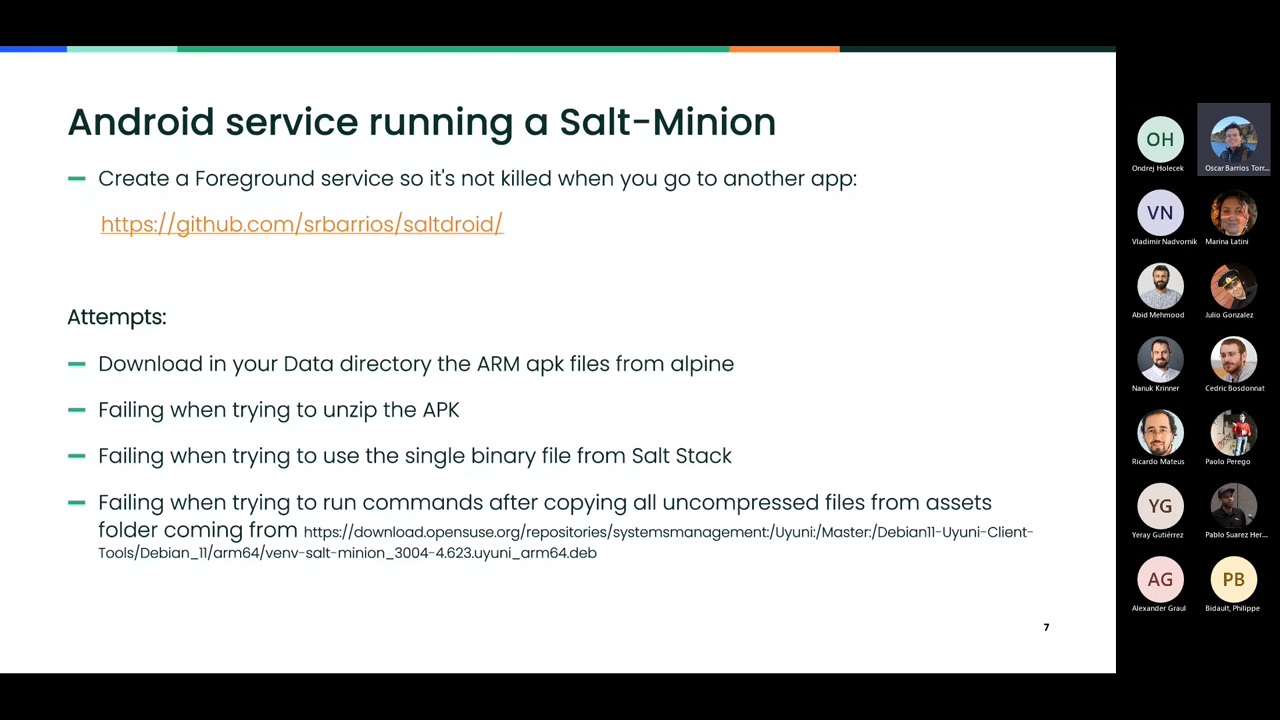 Android service running a Salt-Minion
Create a Foreground service so it's not killed when you go to another app:
https://github.com/srbarrios/saltdroid/
Attempts:
Download in your Data directory the ARM apk files from alpine
Failing when trying to unzip the APK
Failing when trying to use the single binary file from Salt Stack
Failing when trying to run commands after copying all uncompressed files from assets
folder coming from https://download.opensuse.org/repositories/systemsmanagement:/Uyuni:/Master:/Debian11-Uyuni-Client-
Tools/Debian_11/arm64/venv-salt-minion_3004-4.623.uyuni_arm64.deb
7
OH
Ondrej Holecek
Oscar Barrios Torr...
VN
Vladimir Nadvornik
Marina Latini
Abid Mehmood
Julio Gonzalez
Nanuk Krinner
Cedric Bosdonnat
Ricardo Mateus
Paolo Perego
YG
Yeray Gutiérrez
Pablo Suarez Her...
AG
Alexander Graul
PB
Bidault, Philippe